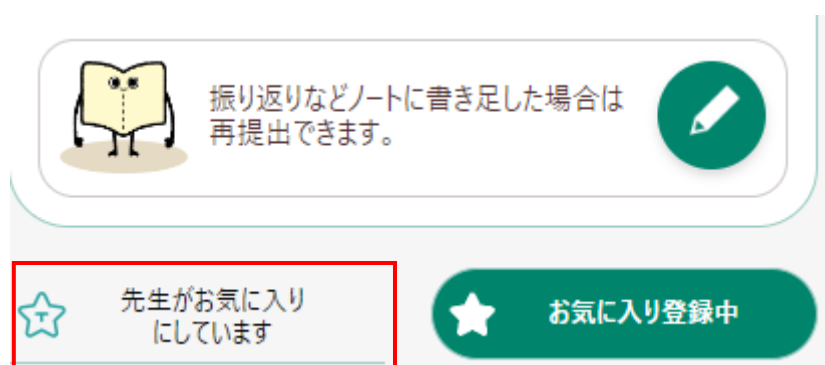 振り返りなどノートに書き足した場合は
再提出できます。
先生がお気に入り
にしています
T
お気に入り登録中